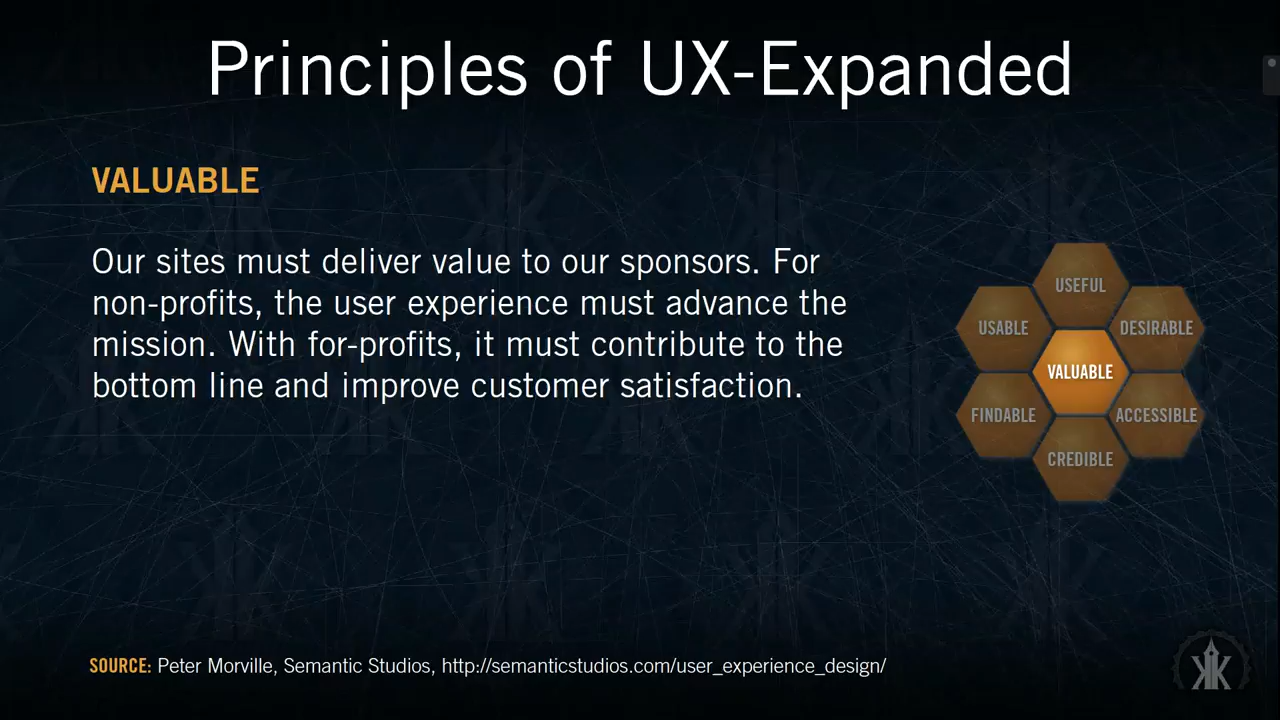 Principles of UX-Expanded
VALUABLE
Our sites must deliver value to our sponsors. For
non-profits, the user experience must advance the
mission. With for-profits, it must contribute to the
bottom line and improve customer satisfaction.
USEFUL
USABLE
DESIRABLE
VALUABLE
FINDABLE
ACCESSIBLE
CREDIBLE
SOURCE: Peter Morville, Semantic Studios, http://semanticstudios.com/user_experience_design/